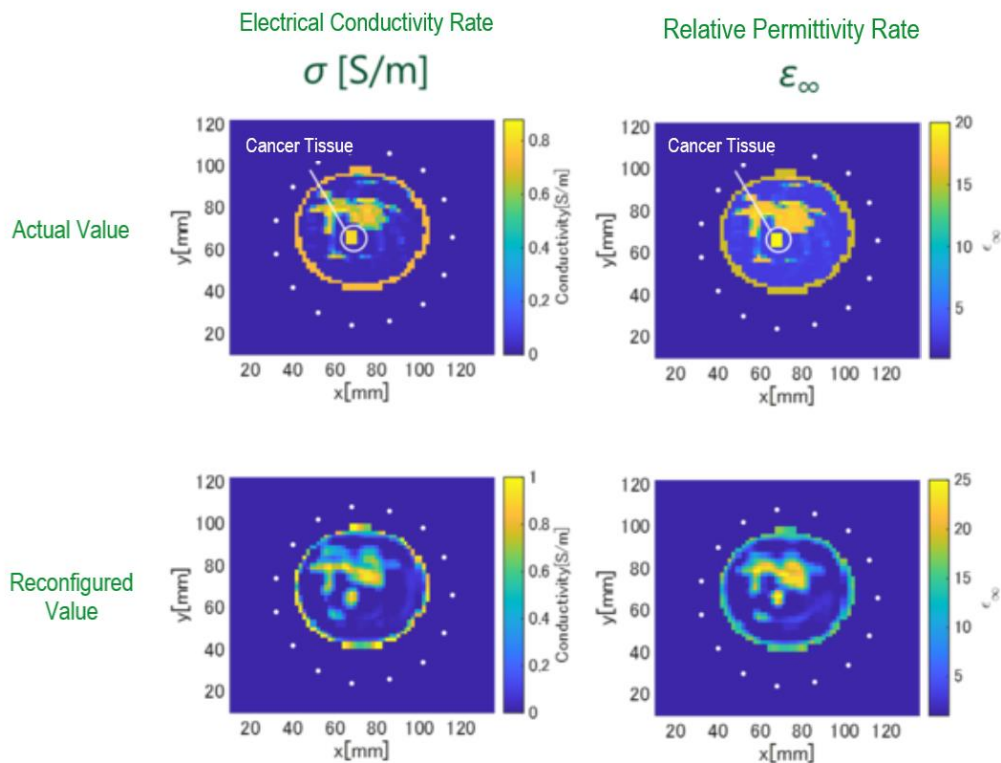 Electrical Conductivity Rate
σ [S/m]
Relative Permittivity Rate
ε∞
Actual Value
120
100
80
60
40
20
y[mm]
Cancer Tissue
20 40 60 80 100 120
x[mm]
0.8
0.6
0.4
0.2
0
Conductivity[S/m]
120
100
80
60
40
20
y[mm]
Cancer Tissue
20 40 60 80 100 120
x[mm]
20
15
10
5
ε∞
Reconfigured
Value
120
100
80
60
40
20
y[mm]
20 40 60 80 100 120
x[mm]
1
0.8
0.6
0.4
0.2
0
Conductivity[S/m]
120
100
80
60
40
20
y[mm]
20 40 60 80 100 120
x[mm]
25
20
15
10
5
ε∞